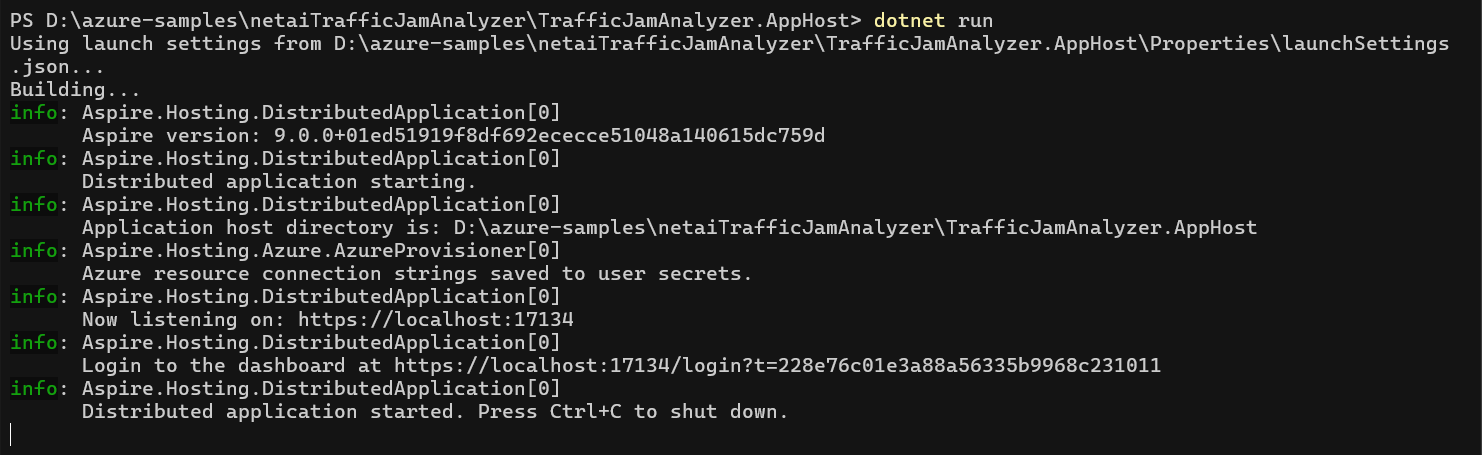 PS D:\azure-samples\netaiTrafficJamAnalyzer\TrafficJamAnalyzer.AppHost> dotnet run
Using launch settings from D:\azure-samples\netaiTrafficJamAnalyzer\TrafficJamAnalyzer.AppHost\Properties\launchSettings
.json...
Building...
info: Aspire.Hosting.DistributedApplication[0]
      Aspire version: 9.0.0+01ed51919f8df692ececce51048a140615dc759d
info: Aspire.Hosting.DistributedApplication[0]
      Distributed application starting.
info: Aspire.Hosting.DistributedApplication[0]
      Application host directory is: D:\azure-samples\netaiTrafficJamAnalyzer\TrafficJamAnalyzer.AppHost
info: Aspire.Hosting.Azure.AzureProvisioner[0]
      Azure resource connection strings saved to user secrets.
info: Aspire.Hosting.DistributedApplication[0]
      Now listening on: https://localhost:17134
info: Aspire.Hosting.DistributedApplication[0]
      Login to the dashboard at https://localhost:17134/login?t=228e76c01e3a88a56335b9968c231011
info: Aspire.Hosting.DistributedApplication[0]
      Distributed application started. Press Ctrl+C to shut down.